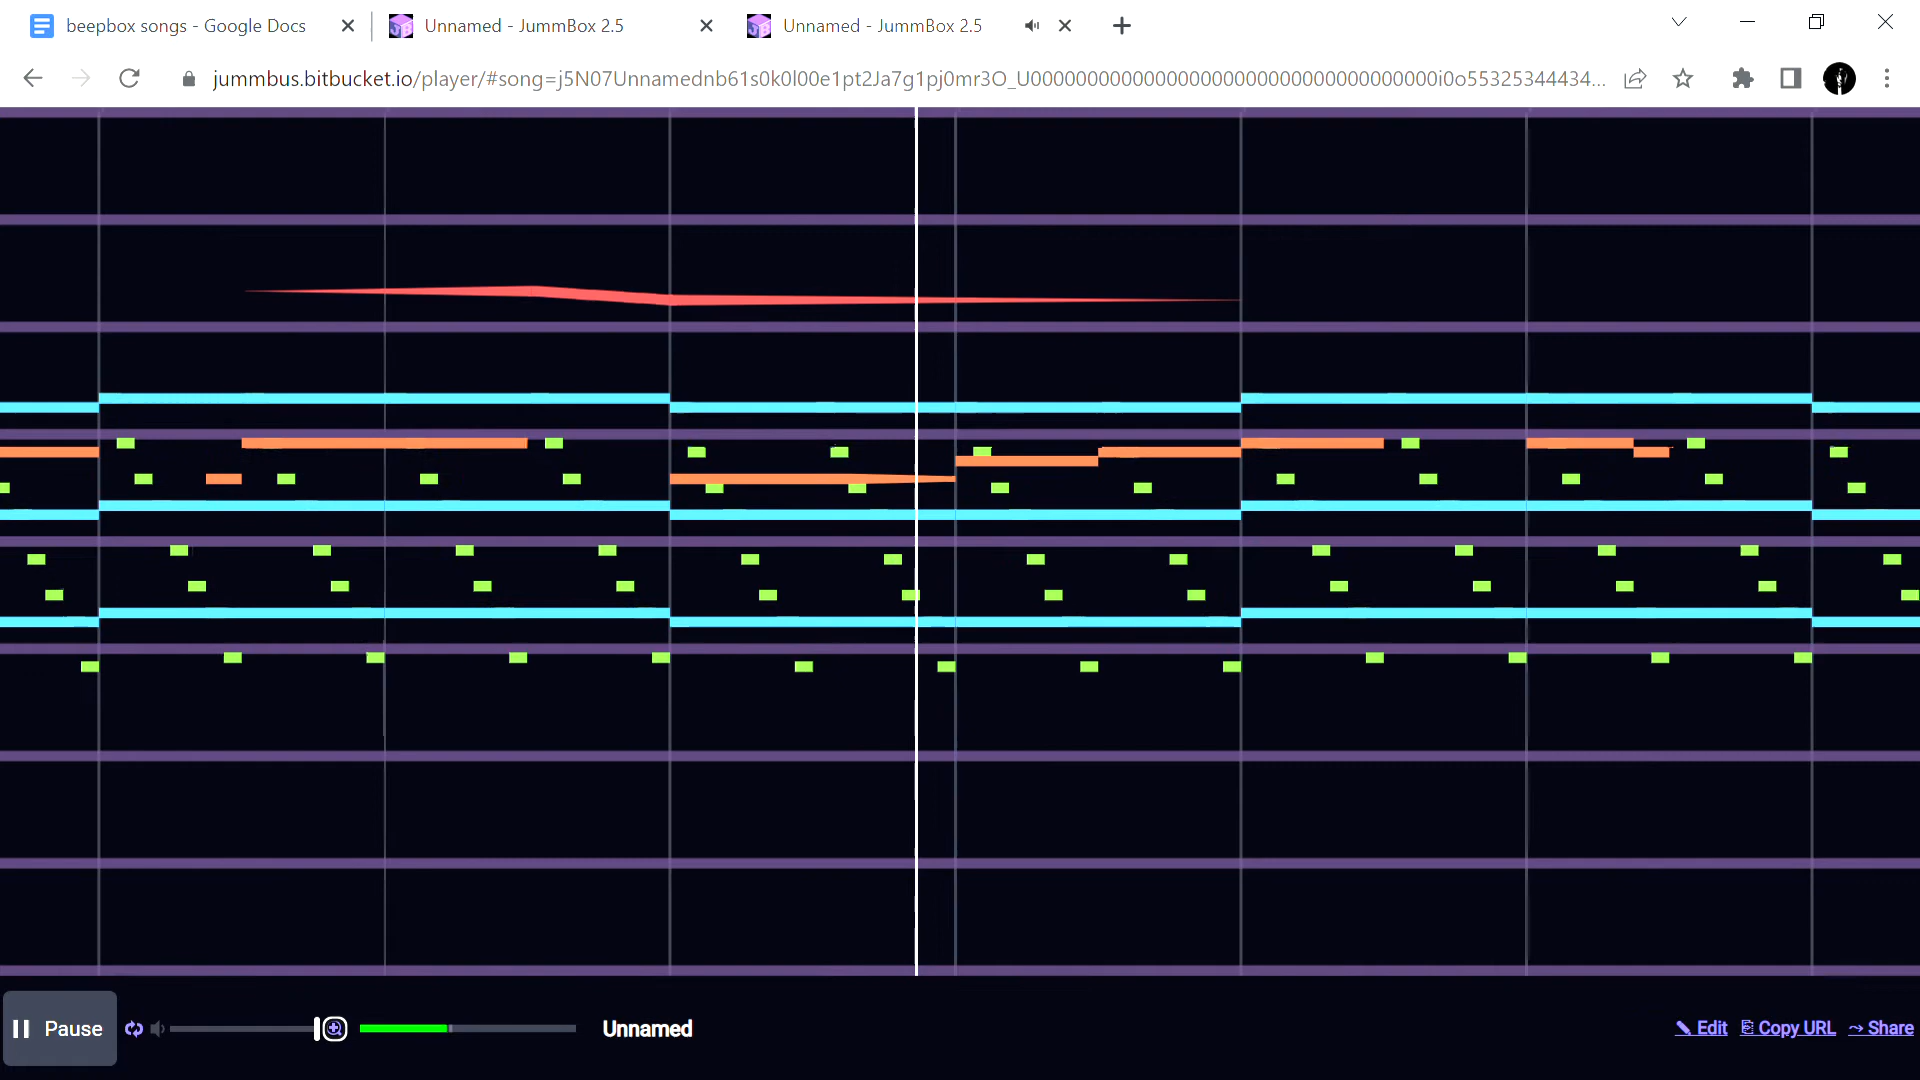 beepbox songs - Google Docs
Unnamed - JummBox 2.5
Unnamed - JummBox 2.5
jummbus.bitbucket.io/player/#song=j5N07Unnamednb61s0k0l00e1pt2Ja7g1pj0mr3O_U00000000000000000000000000000000000i0o55325344434...
Pause
Unnamed
Edit
Copy URL
Share